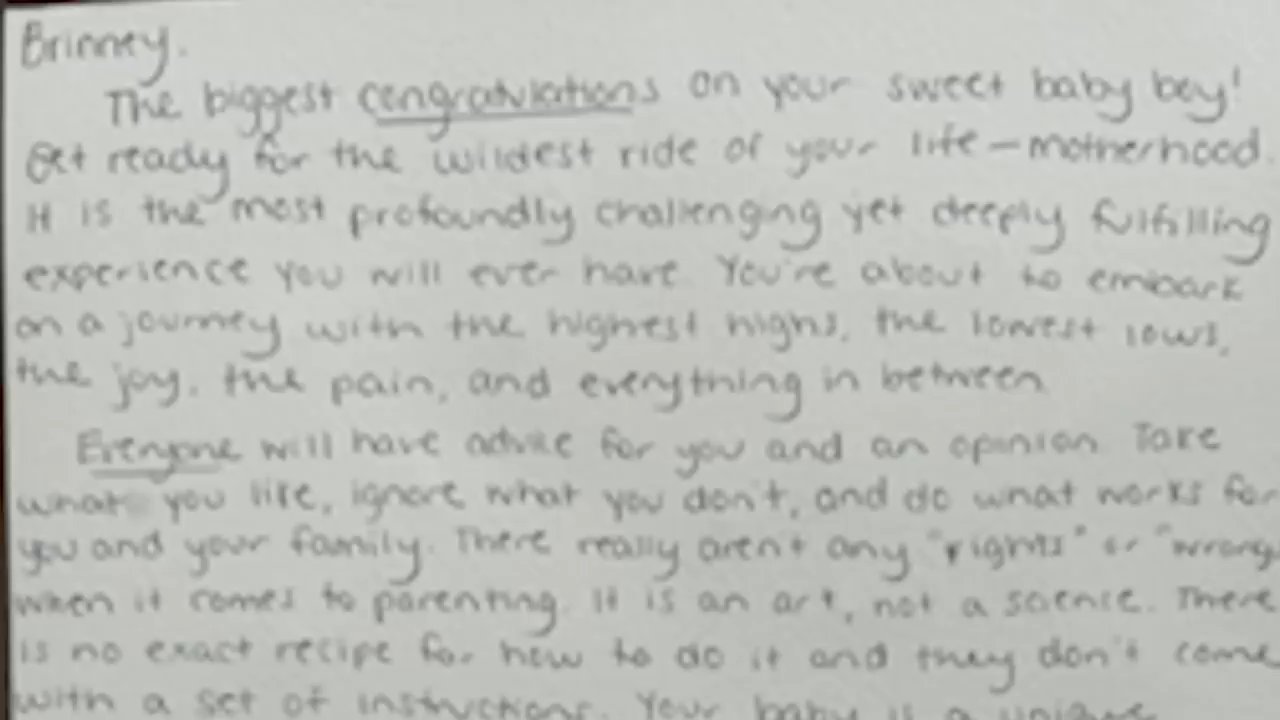 Brinney.
The biggest congratulations on your sweet baby boy!
Get ready for the wildest ride of your life – motherhood.
It is the most profoundly challenging yet deeply fulfilling
experience you will ever have. You're about to embark
on a journey with the highest highs, the lowest lows,
the joy, the pain, and everything in between.
Everyone will have advice for you and an opinion. Take
what you like, ignore what you don't, and do what works for
you and your family. There really aren't any "rights" or "wrong
when it comes to parenting. It is an art, not a science. There
is no exact recipe for how to do it and they don't come
with a set of instructions. Your baby is a unique